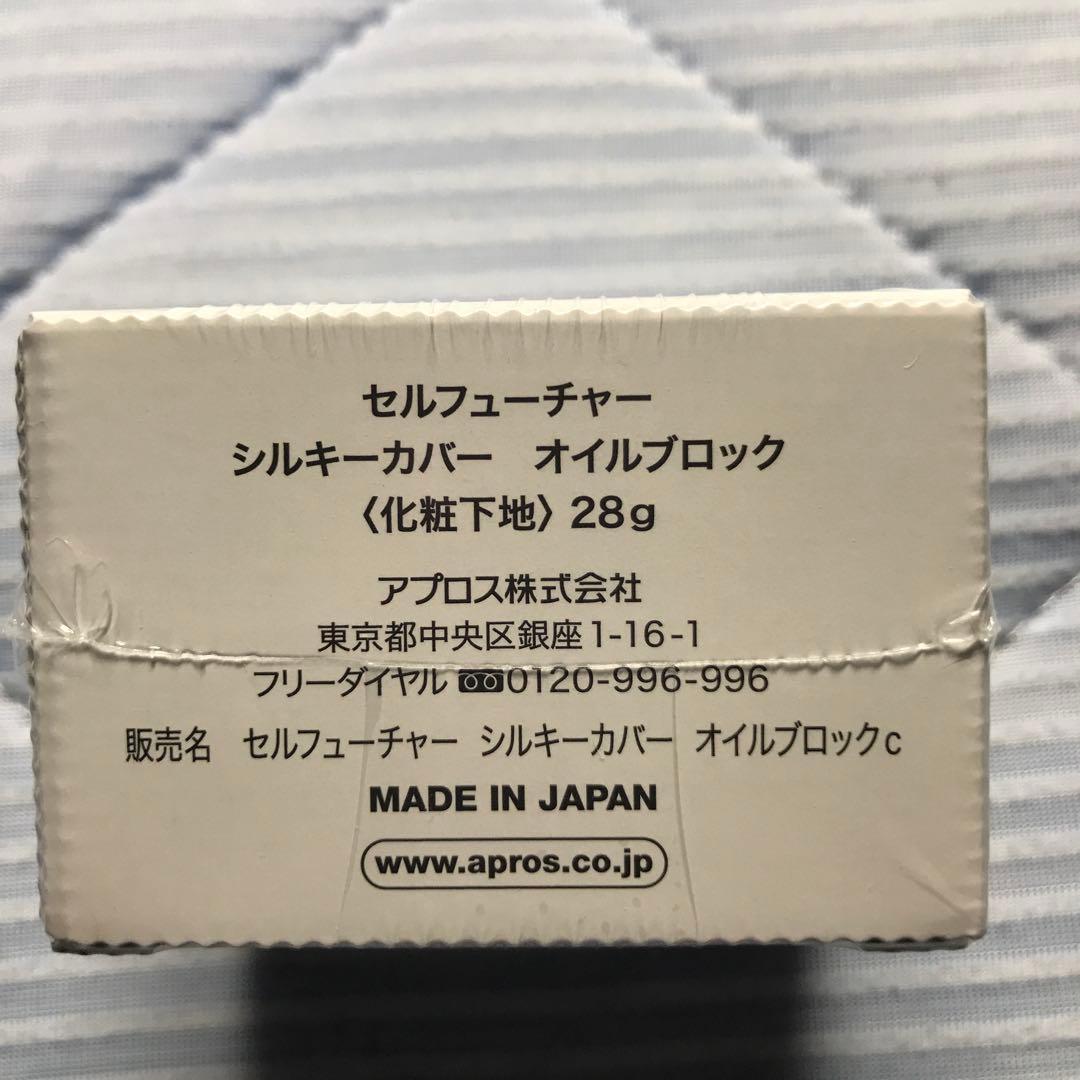 セルフューチャー
シルキーカバー　オイルブロック
〈化粧下地〉 28g
アプロス株式会社
東京都中央区銀座1-16-1
フリーダイヤル 0120-996-996
販売名　セルフューチャー シルキーカバー オイルブロックc
MADE IN JAPAN
www.apros.co.jp